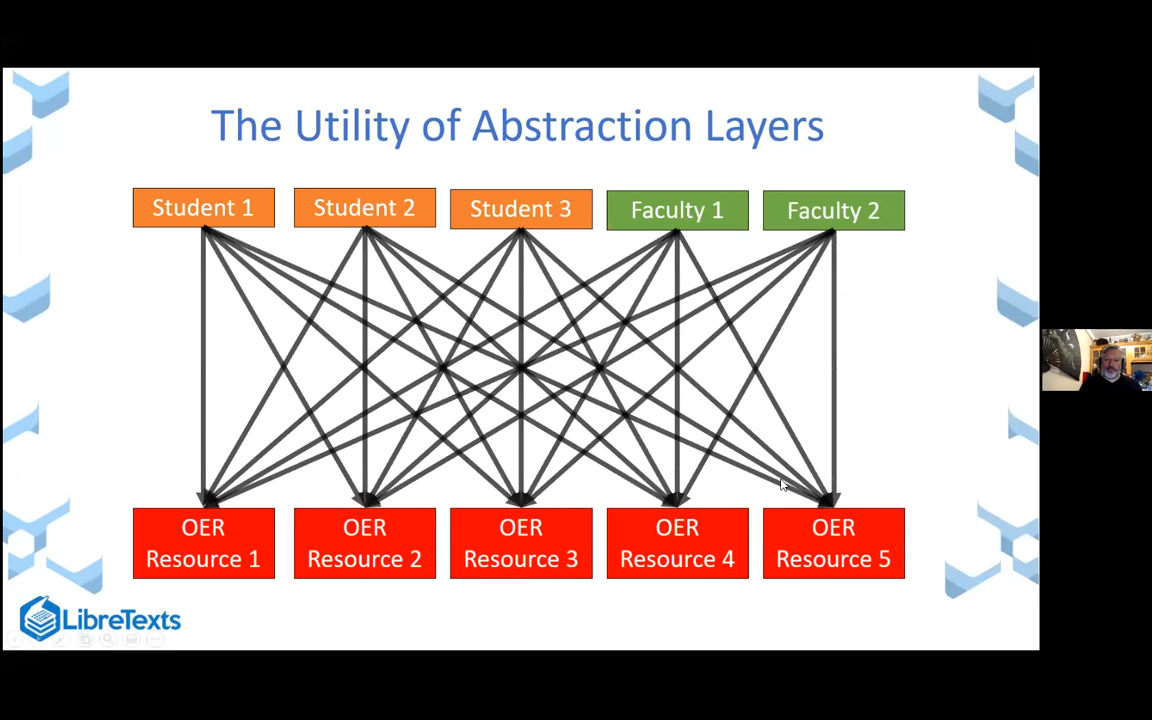 The Utility of Abstraction Layers
Student 1
Student 2
Student 3
Faculty 1
Faculty 2
OER
Resource 1
OER
Resource 2
OER
Resource 3
OER
Resource 4
OER
Resource 5
LibreTexts